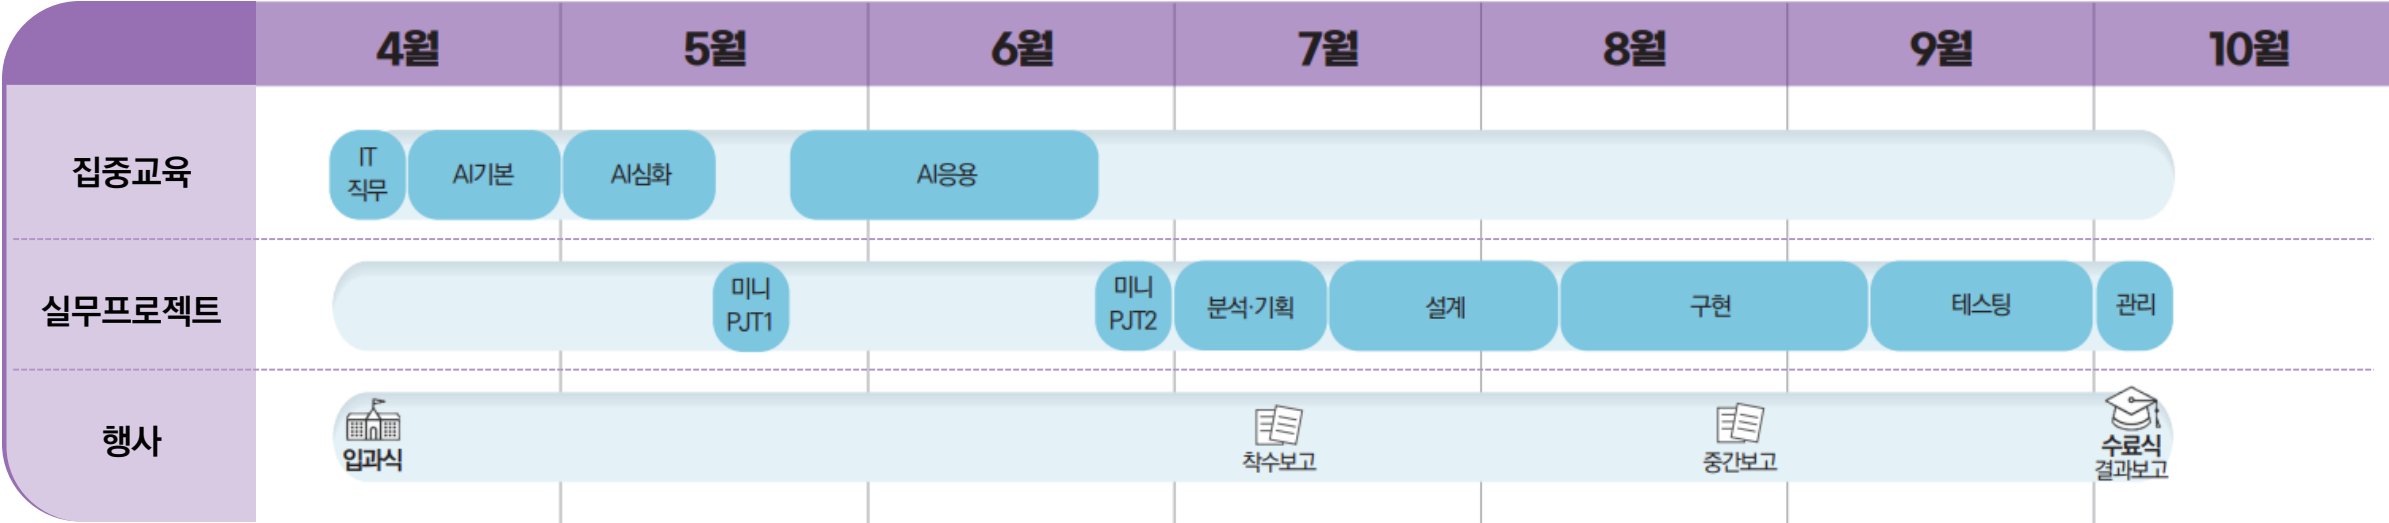 4월 5월 6월 7월 8월 9월 10월
집중교육
IT
직무
AI기본
AI심화
AI응용
실무프로젝트
미니
PJT1
미니
PJT2
분석·기획
설계
구현
테스팅
관리
행사
입과식
착수보고
중간보고
수료식
결과보고